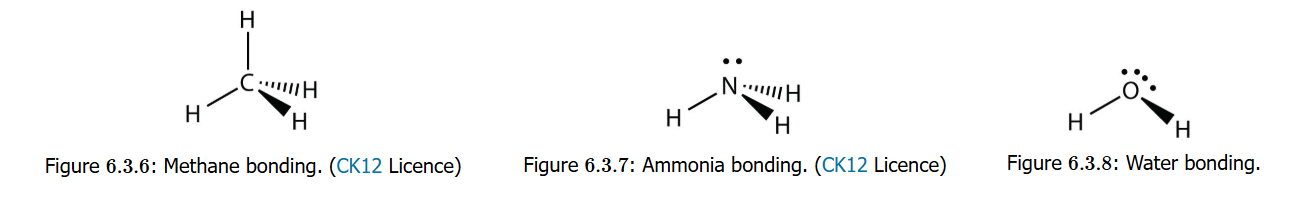 H
C
H
H
H
N
H
H
H
O
H
H
Figure 6.3.6: Methane bonding. (CK12 Licence)
Figure 6.3.7: Ammonia bonding. (CK12 Licence)
Figure 6.3.8: Water bonding.